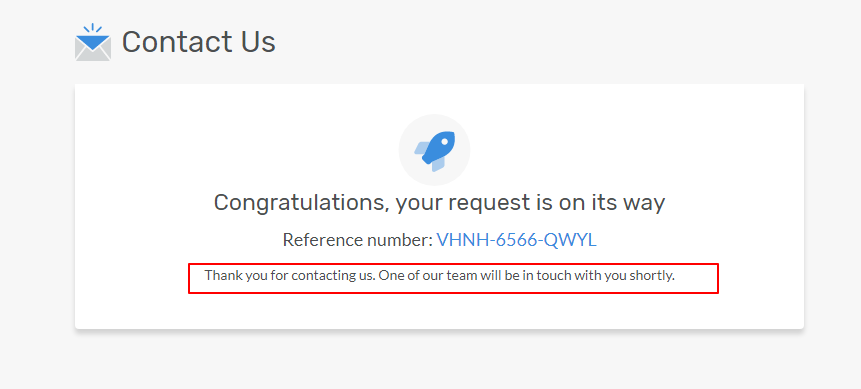 Contact Us
Congratulations, your request is on its way
Reference number: VHNH-6566-QWYL
Thank you for contacting us. One of our team will be in touch with you shortly.